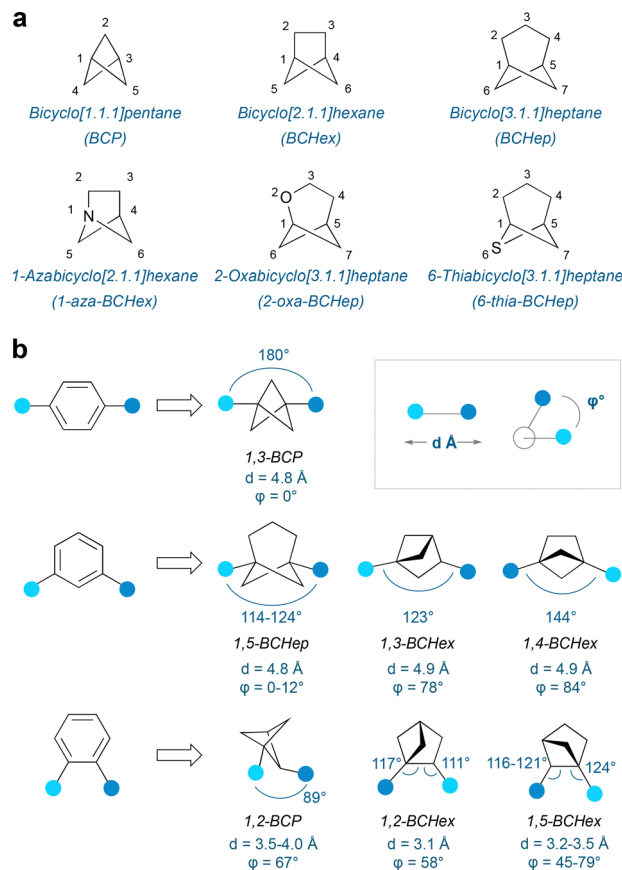 a
2
1 3
4 5
Bicyclo[1.1.1]pentane
(BCP)
2 3
1 4
5 6
Bicyclo[2.1.1]hexane
(BCHex)
3
2 4
1 5
6 7
Bicyclo[3.1.1]heptane
(BCHep)
2 3
1 N 4
5 6
1-Azabicyclo[2.1.1]hexane
(1-aza-BCHex)
3
2 O 4
1 5
6 7
2-Oxabicyclo[3.1.1]heptane
(2-oxa-BCHep)
3
2 4
1 5
6 S 7
6-Thiabicyclo[3.1.1]heptane
(6-thia-BCHep)
b
180°
1,3-BCP
d = 4.8 Å
φ = 0°
d Å
φ°
114-124°
1,5-BCHep
d = 4.8 Å
φ = 0-12°
123°
1,3-BCHex
d = 4.9 Å
φ = 78°
144°
1,4-BCHex
d = 4.9 Å
φ = 84°
89°
1,2-BCP
d = 3.5-4.0 Å
φ = 67°
117° 111°
1,2-BCHex
d = 3.1 Å
φ = 58°
116-121° 124°
1,5-BCHex
d = 3.2-3.5 Å
φ = 45-79°